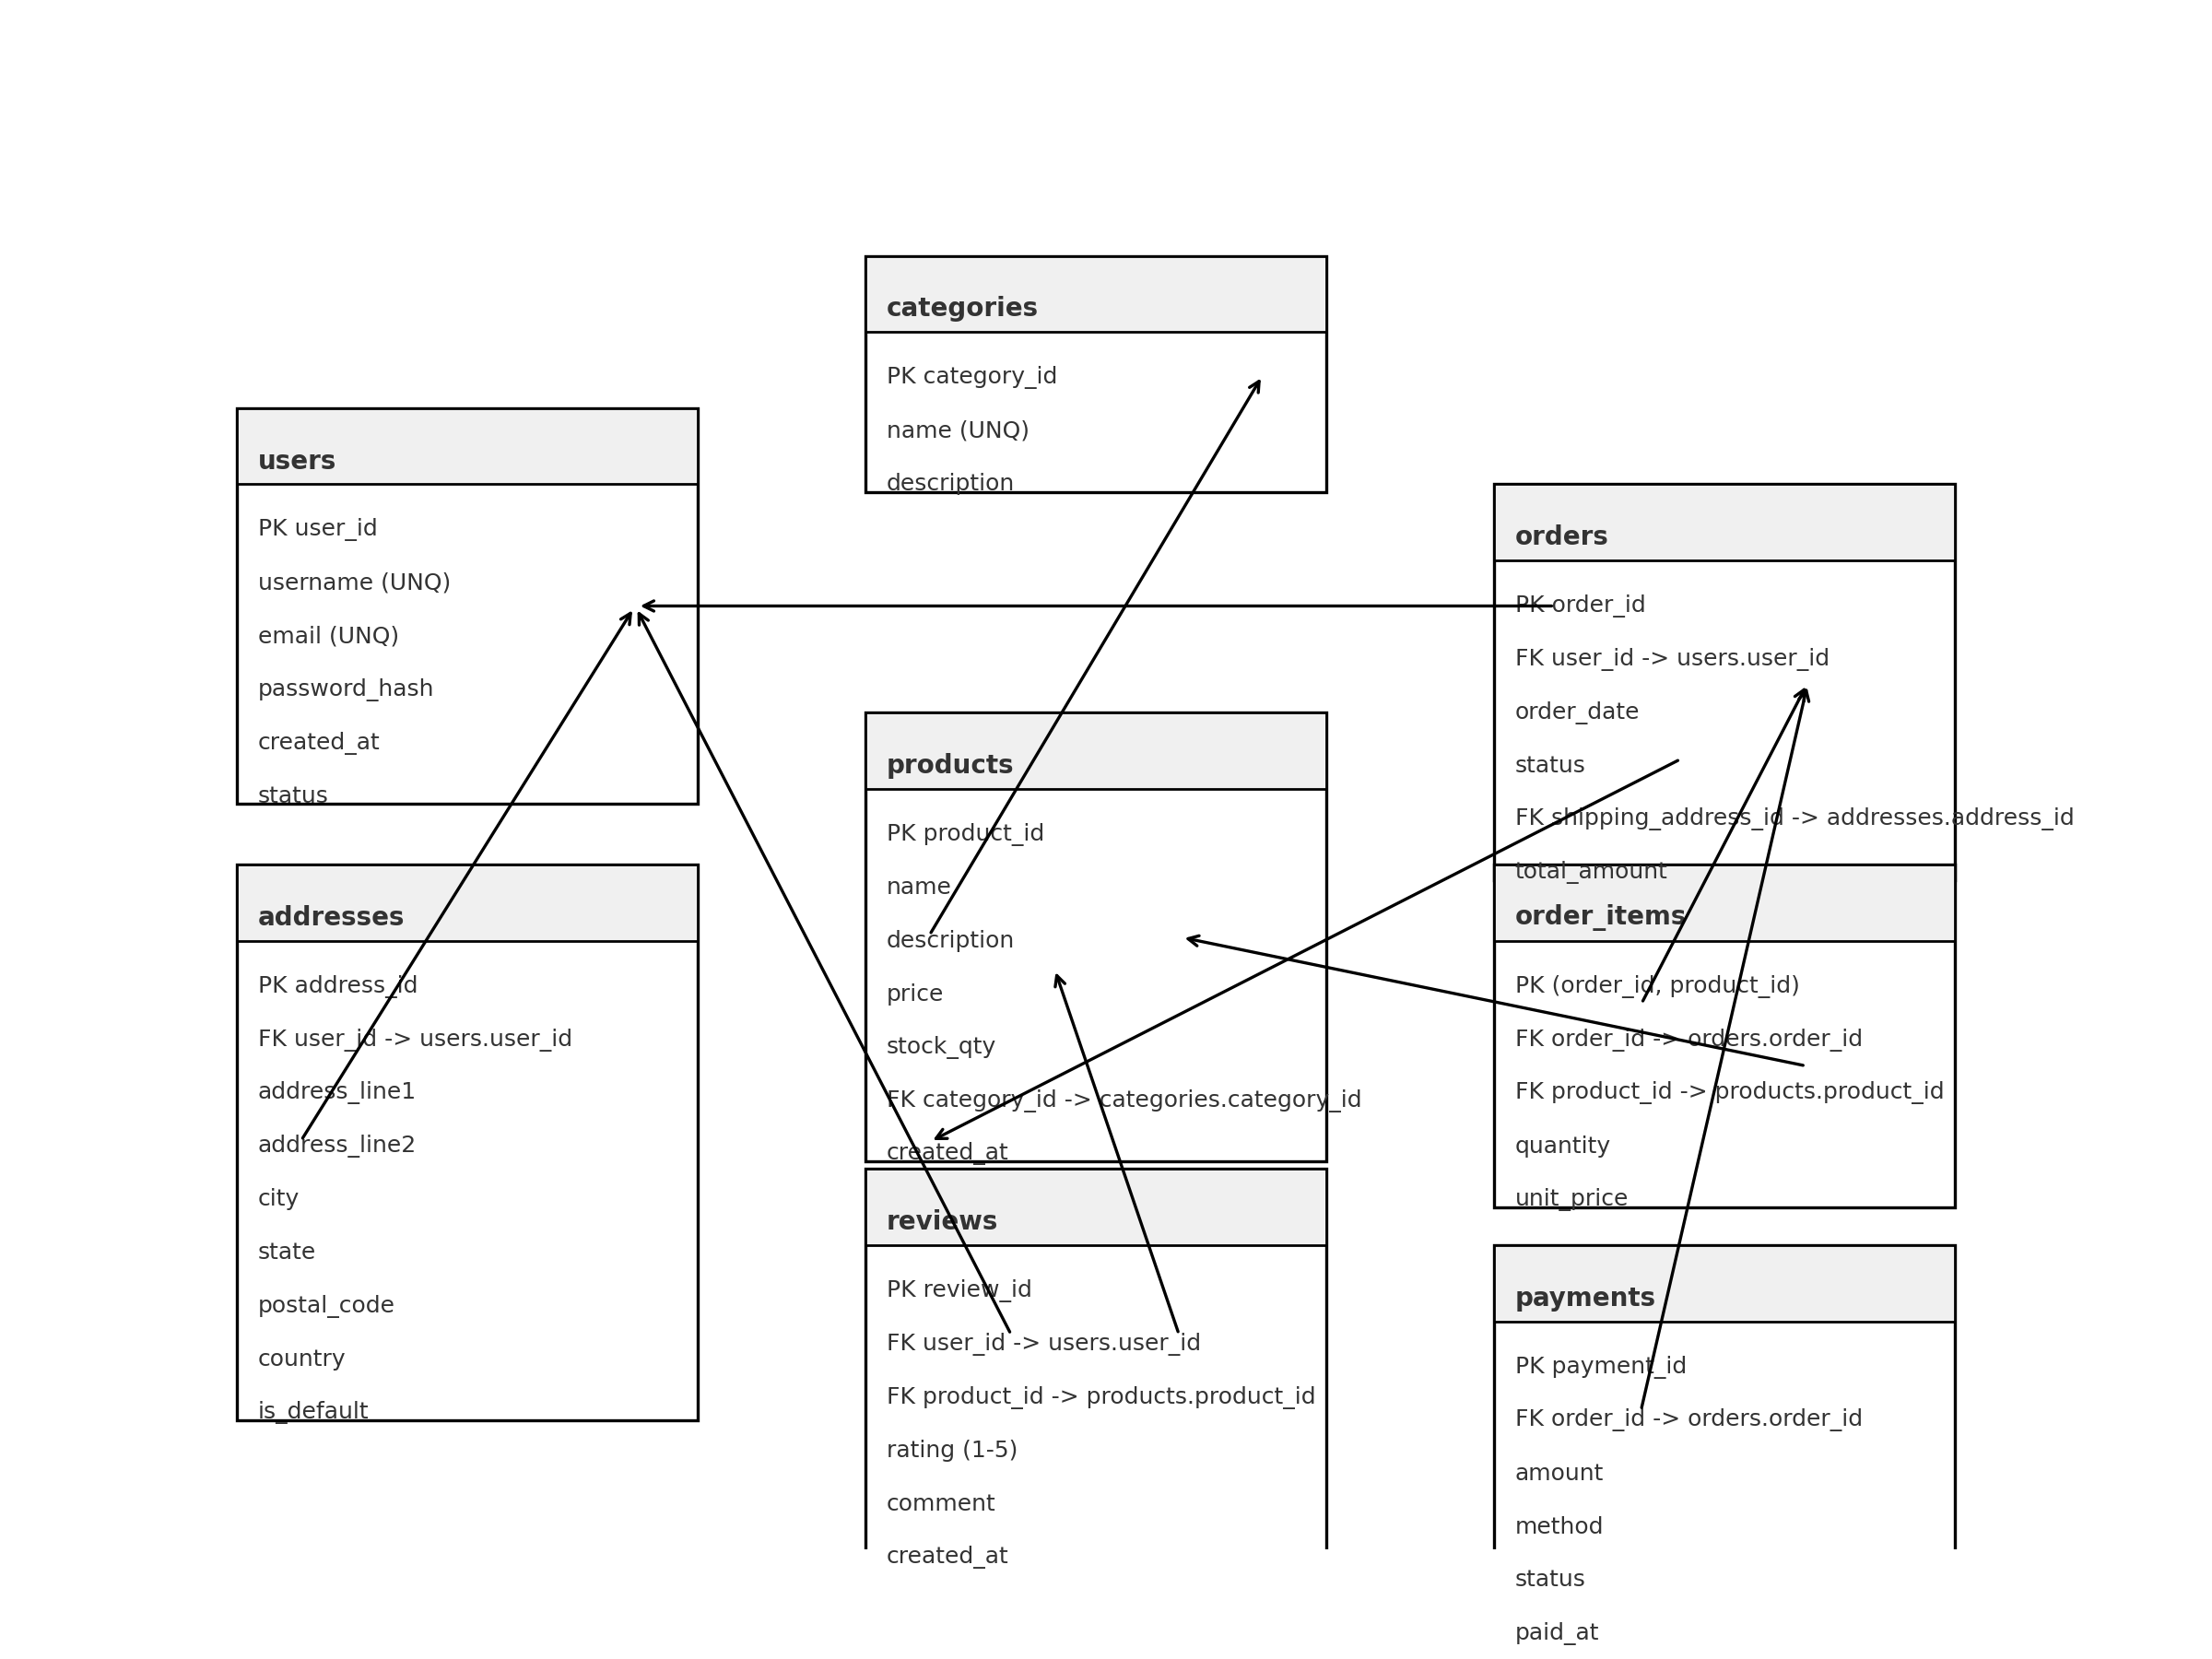 categories
PK category_id
name (UNQ)
description
users
PK user_id
username (UNQ)
email (UNQ)
password_hash
created_at
status
orders
PK order_id
FK user_id -> users.user_id
order_date
status
FK shipping_address_id -> addresses.address_id
total_amount
products
PK product_id
name
description
price
stock_qty
FK category_id -> categories.category_id
created_at
addresses
PK address_id
FK user_id -> users.user_id
address_line1
address_line2
city
state
postal_code
country
is_default
order_items
PK (order_id, product_id)
FK order_id -> orders.order_id
FK product_id -> products.product_id
quantity
unit_price
reviews
PK review_id
FK user_id -> users.user_id
FK product_id -> products.product_id
rating (1-5)
comment
created_at
payments
PK payment_id
FK order_id -> orders.order_id
amount
method
status
paid_at